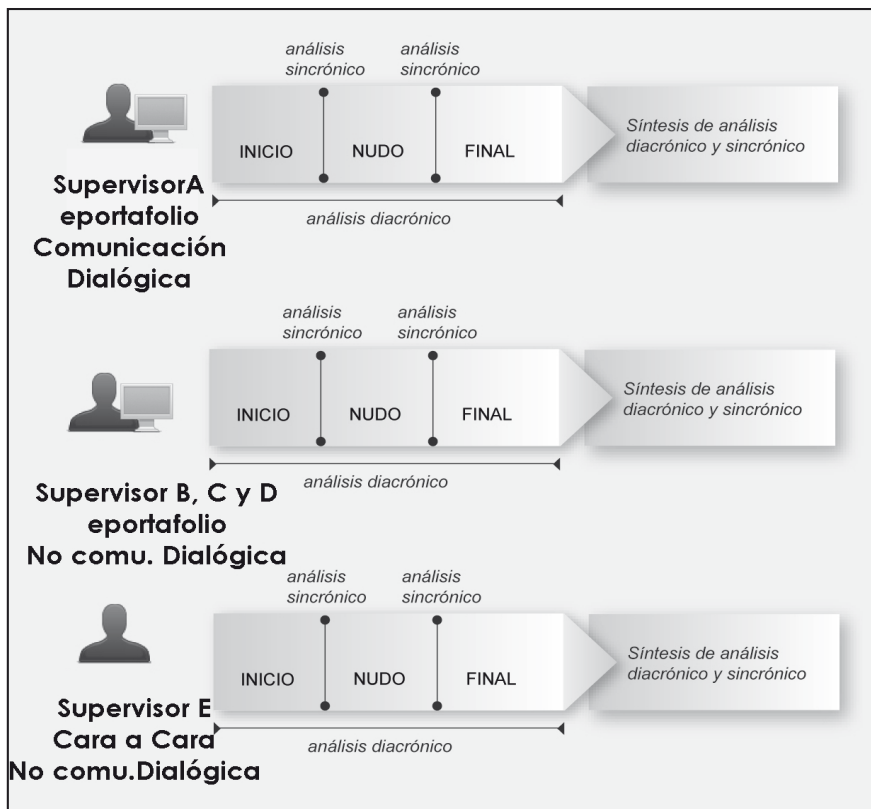 análisis
sincrónico
análisis
sincrónico
INICIO
NUDO
FINAL
Síntesis de análisis
diacrónico y sincrónico
análisis diacrónico
SupervisorA
eportafolio
Comunicación
Dialógica
análisis
sincrónico
análisis
sincrónico
INICIO
NUDO
FINAL
Síntesis de análisis
diacrónico y sincrónico
análisis diacrónico
Supervisor B, C y D
eportafolio
No comu. Dialógica
análisis
sincrónico
análisis
sincrónico
INICIO
NUDO
FINAL
Síntesis de análisis
diacrónico y sincrónico
análisis diacrónico
Supervisor E
Cara a Cara
No comu.Dialógica